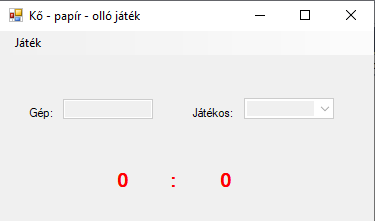 Kő - papír - olló játék
Játék
Gép:
Játékos:
0 : 0